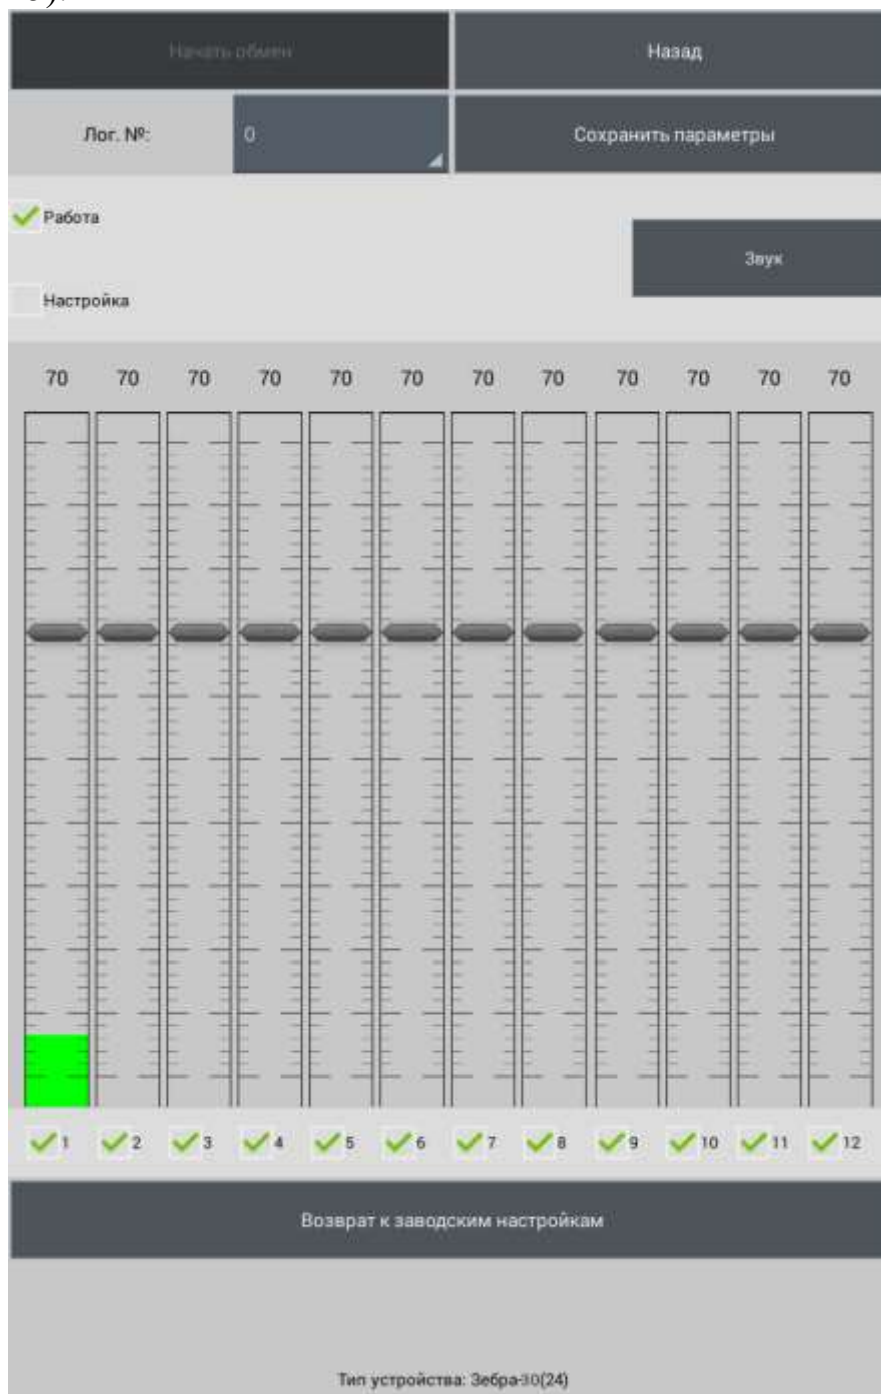 Начать обмен
Назад
Лог. №:
0
Сохранить параметры
Работа
Звук
Настройка
70 70 70 70 70 70 70 70 70 70 70 70
1 2 3 4 5 6 7 8 9 10 11 12
Возврат к заводским настройкам
Тип устройства: Зебра-30(24)